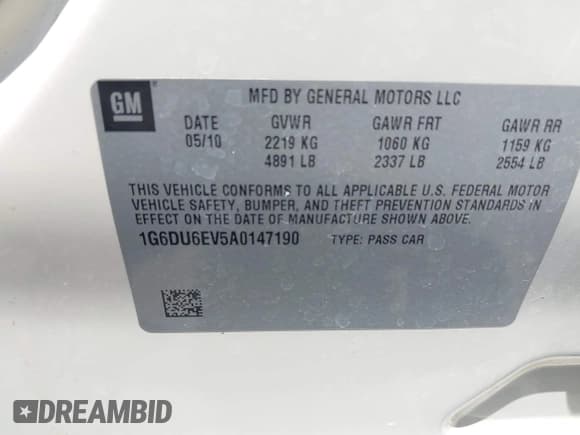 GM
MFD BY GENERAL MOTORS LLC
DATE GVWR GAWR FRT GAWR RR
05/10 2219 KG 1060 KG 1159 KG
4891 LB 2337 LB 2554 LB
THIS VEHICLE CONFORMS TO ALL APPLICABLE U.S. FEDERAL MOTOR
VEHICLE SAFETY, BUMPER, AND THEFT PREVENTION STANDARDS IN
EFFECT ON THE DATE OF MANUFACTURE SHOWN ABOVE.
1G6DU6EV5A0147190 TYPE: PASS CAR
DREAMBID